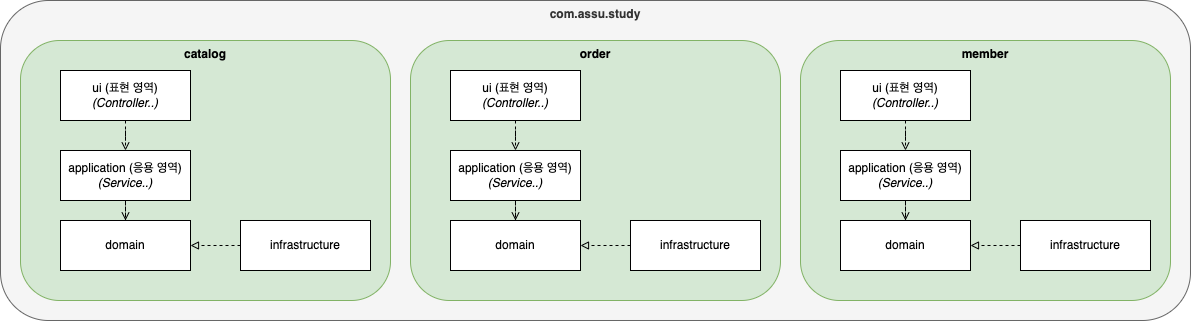 com.assu.study
catalog
ui (표현 영역)
(Controller..)
application (응용 영역)
(Service..)
domain
infrastructure
order
ui (표현 영역)
(Controller..)
application (응용 영역)
(Service..)
domain
infrastructure
member
ui (표현 영역)
(Controller..)
application (응용 영역)
(Service..)
domain
infrastructure